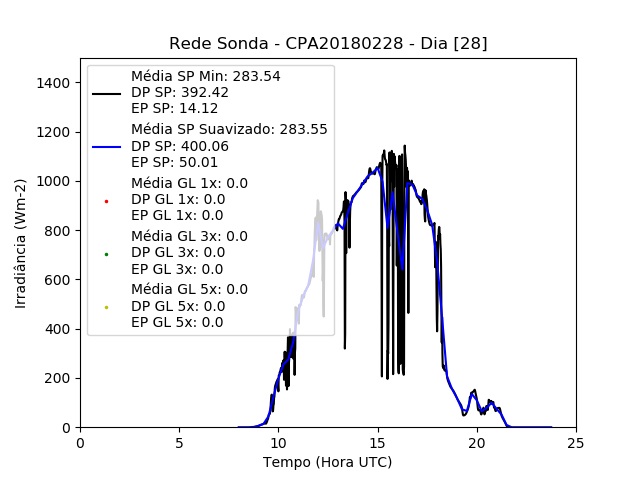 Rede Sonda - CPA20180228 - Dia [28]
Irradiância (Wm-2)
1400
1200
1000
800
600
400
200
0
Média SP Min: 283.54
DP SP: 392.42
EP SP: 14.12
Média SP Suavizado: 283.55
DP SP: 400.06
EP SP: 50.01
Média GL 1x: 0.0
DP GL 1x: 0.0
EP GL 1x: 0.0
Média GL 3x: 0.0
DP GL 3x: 0.0
EP GL 3x: 0.0
Média GL 5x: 0.0
DP GL 5x: 0.0
EP GL 5x: 0.0
0 5 10 15 20 25
Tempo (Hora UTC)